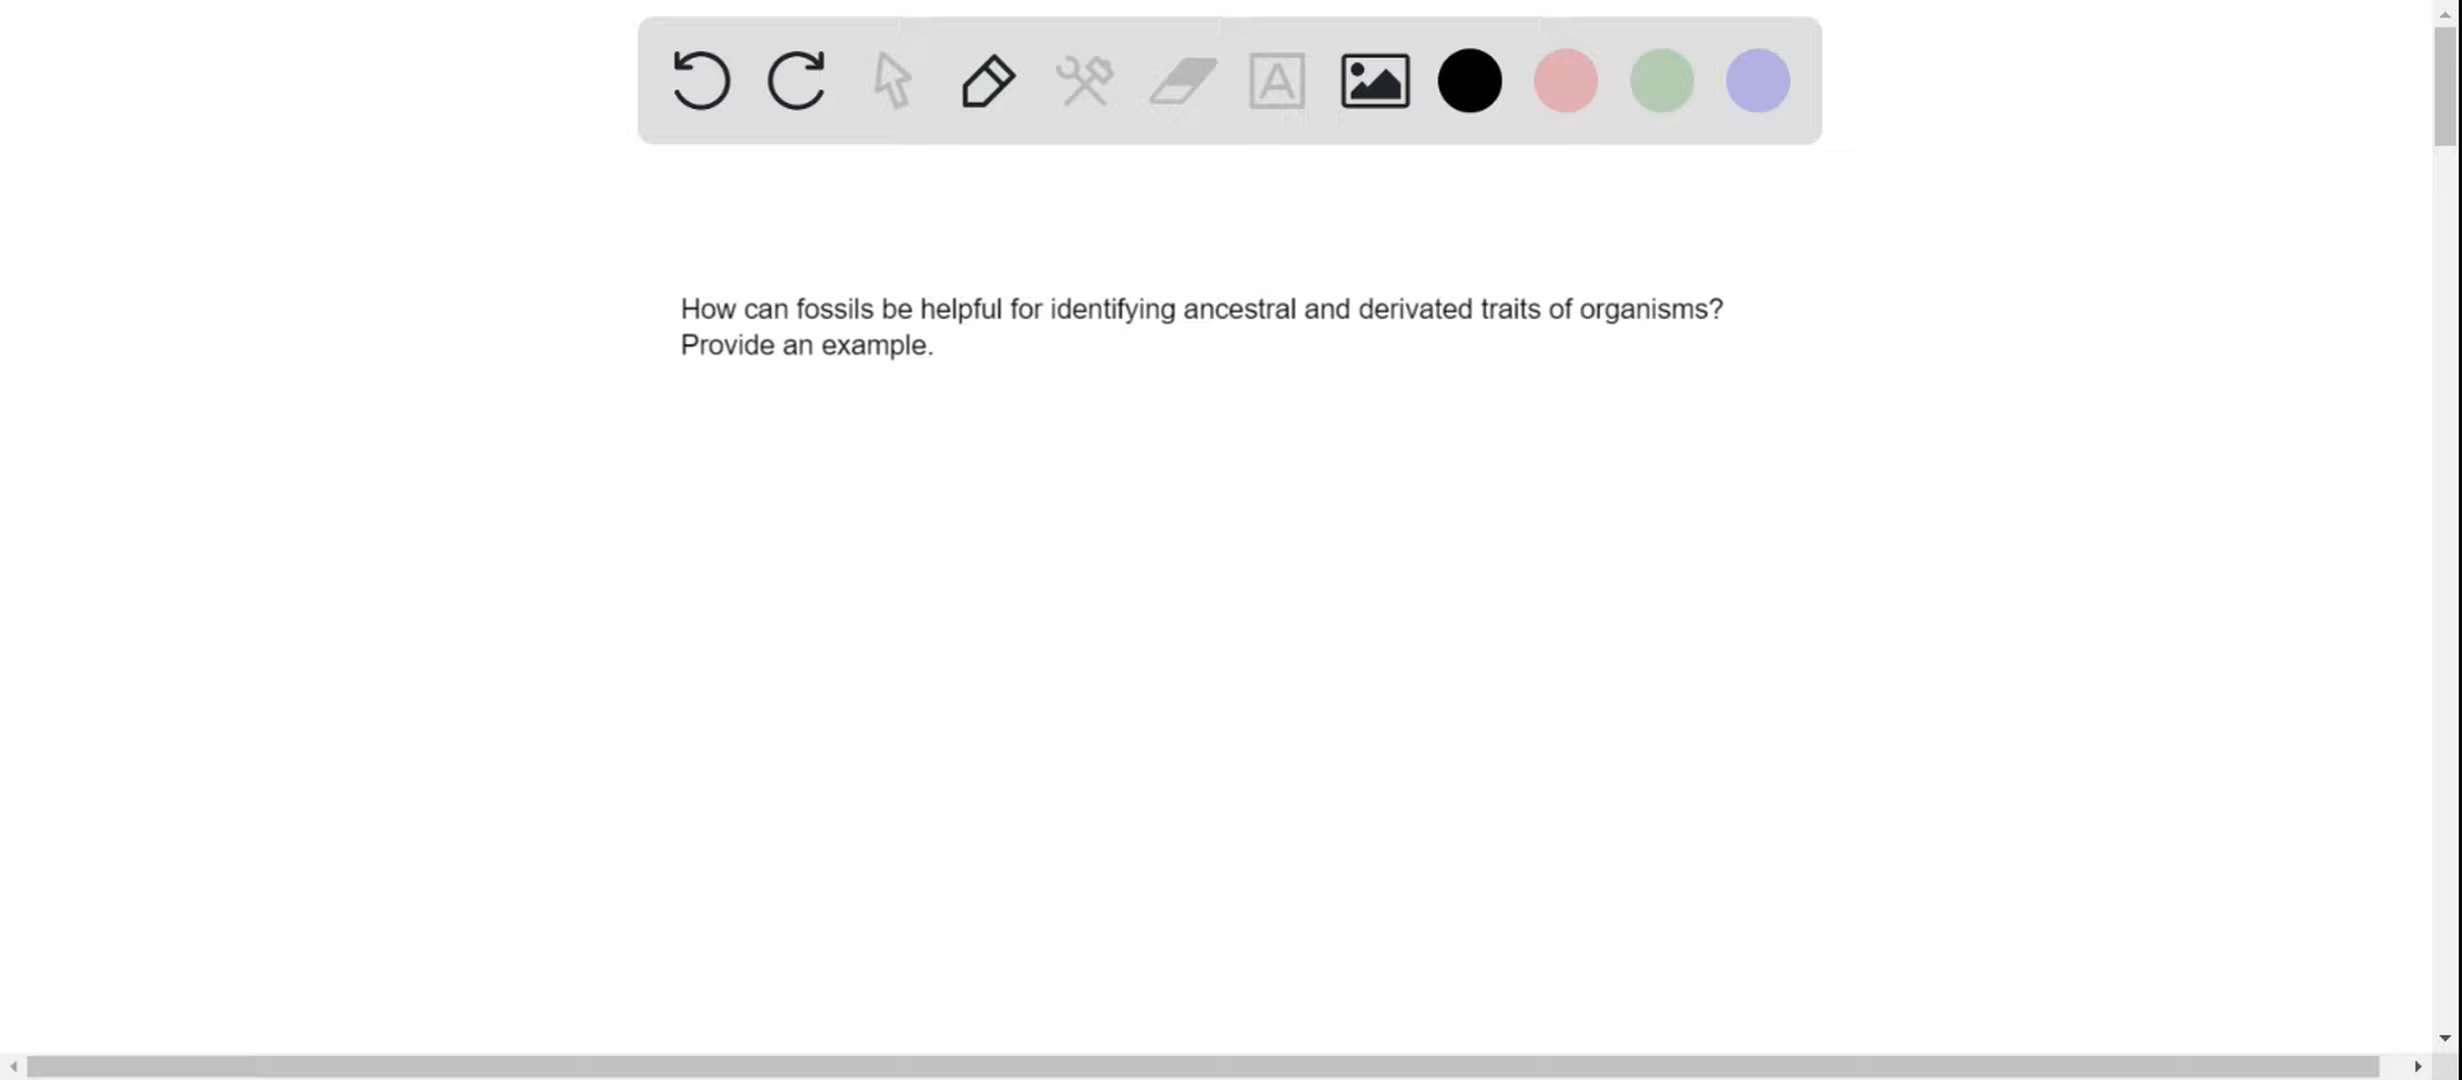 A
How can fossils be helpful for identifying ancestral and derivated traits of organisms?
Provide an example.